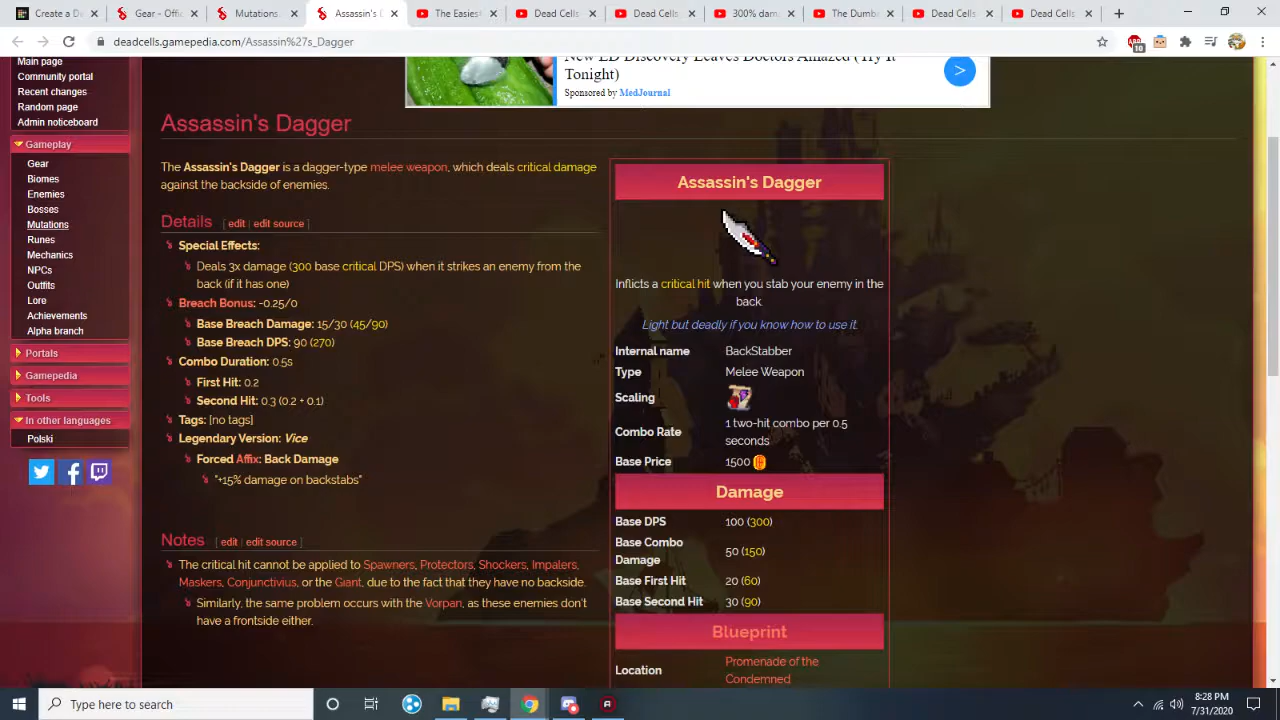 Create a D
Gear - Offi
Mutations
Assassin's D
The Easiest
Dead Cells
Dead Cells
300% dam
The Dumb
Dead Cells
Dead Cells
deadcells.gamepedia.com/Assassin%27s_Dagger
10
Main page
Community portal
Recent changes
Random page
Admin noticeboard
Gameplay
Gear
Biomes
Enemies
Bosses
Mutations
Runes
Mechanics
NPCs
Outfits
Lore
Achievements
Alpha branch
Portals
Gamepedia
Tools
In other languages
Polski
New ED Discovery Leaves Doctors Amazed (Try It
Tonight)
Sponsored by MedJournal
>
Assassin's Dagger
The Assassin's Dagger is a dagger-type melee weapon, which deals critical damage
against the backside of enemies.
Details [ edit | edit source ]
Special Effects:
Deals 3x damage (300 base critical DPS) when it strikes an enemy from the
back (if it has one)
Breach Bonus: -0.25/0
Base Breach Damage: 15/30 (45/90)
Base Breach DPS: 90 (270)
Combo Duration: 0.5s
First Hit: 0.2
Second Hit: 0.3 (0.2 + 0.1)
Tags: [no tags]
Legendary Version: Vice
Forced Affix: Back Damage
"+15% damage on backstabs"
Notes [ edit | edit source ]
The critical hit cannot be applied to Spawners, Protectors, Shockers, Impalers,
Maskers, Conjunctivius, or the Giant, due to the fact that they have no backside.
Similarly, the same problem occurs with the Vorpan, as these enemies don't
have a frontside either.
Assassin's Dagger
Inflicts a critical hit when you stab your enemy in the
back.
Light but deadly if you know how to use it.
Internal name BackStabber
Type Melee Weapon
Scaling
Combo Rate 1 two-hit combo per 0.5
seconds
Base Price 1500
Damage
Base DPS 100 (300)
Base Combo
Damage 50 (150)
Base First Hit 20 (60)
Base Second Hit 30 (90)
Blueprint
Location Promenade of the
Condemned
Type here to search
8:28 PM
7/31/2020